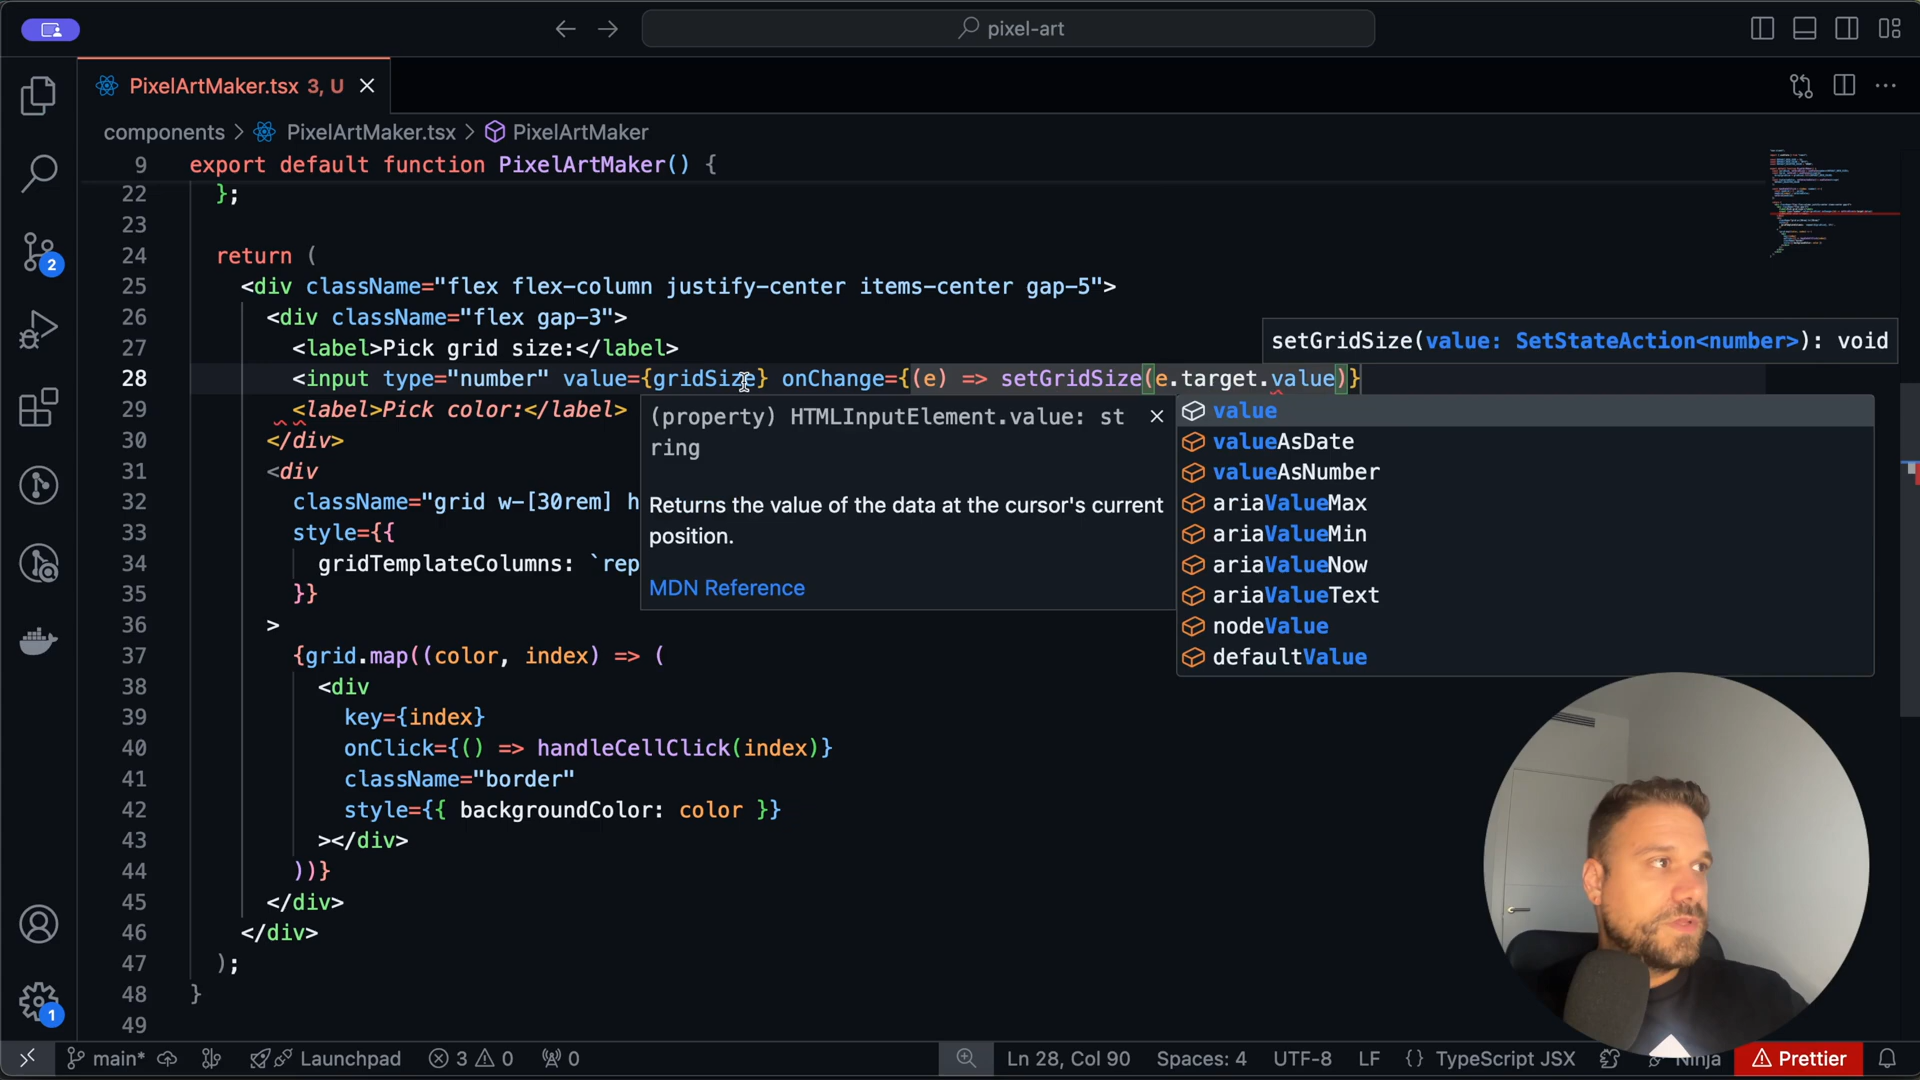 pixel-art
PixelArtMaker.tsx 3, U
components > PixelArtMaker.tsx > PixelArtMaker
9 export default function PixelArtMaker() {
22 };
23
24 return (
25 <div className="flex flex-column justify-center items-center gap-5">
26 <div className="flex gap-3">
27 <label>Pick grid size:</label>
setGridSize(value: SetStateAction<number>): void
28 <input type="number" value={gridSize} onChange={(e) => setGridSize(e.target.value)}
29 <label>Pick color:</label>
30 </div>
31 <div
32 className="grid w-[30rem] h
33 style={{
34 gridTemplateColumns: `rep
35 }}
36 >
37 {grid.map((color, index) => (
38 <div
39 key={index}
40 onClick={() => handleCellClick(index)}
41 className="border"
42 style={{ backgroundColor: color }}
43 ></div>
44 ))}
45 </div>
46 </div>
47 );
48 }
49
(property) HTMLInputElement.value: st
ring
Returns the value of the data at the cursor's current
position.
MDN Reference
value
valueAsDate
valueAsNumber
ariaValueMax
ariaValueMin
ariaValueNow
ariaValueText
nodeValue
defaultValue
2
1
main* Launchpad 3 0 0 Ln 28, Col 90 Spaces: 4 UTF-8 LF {} TypeScript JSX Ninja Prettier